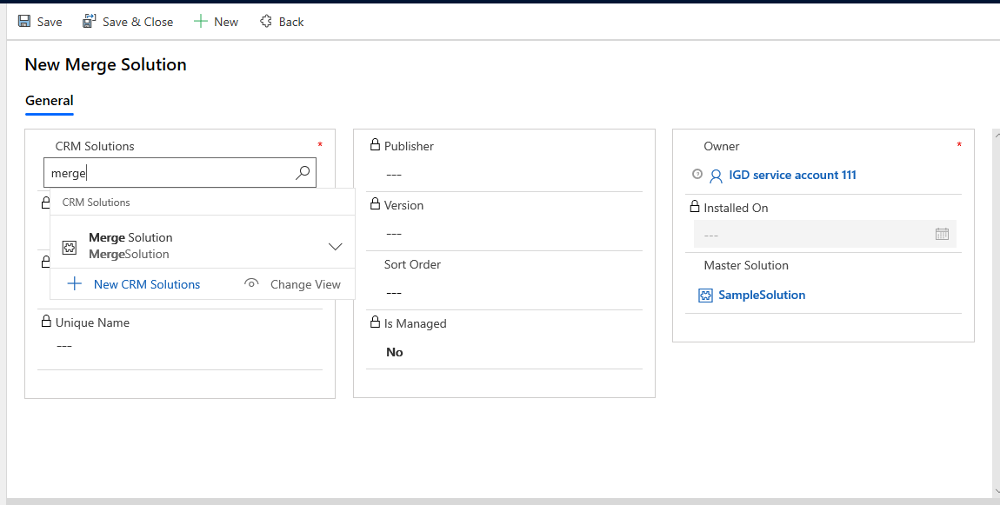 Save
Save & Close
New
Back
New Merge Solution
General
CRM Solutions *
merge
CRM Solutions
Merge Solution
MergeSolution
New CRM Solutions
Change View
Unique Name
---
Publisher
---
Version
---
Sort Order
---
Is Managed
No
Owner *
IGD service account 111
Installed On
---
Master Solution
SampleSolution